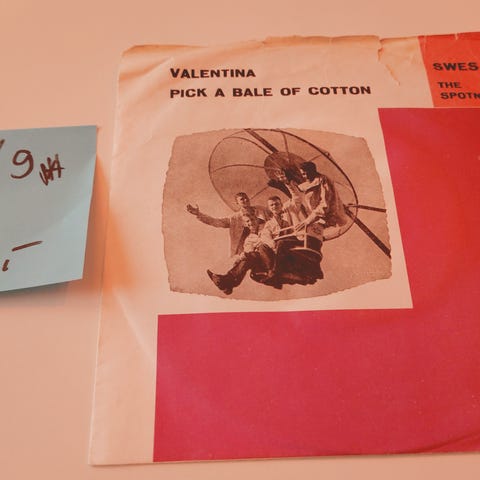 VALENTINA
PICK A BALE OF COTTON
SWES
THE
SPOTN
9